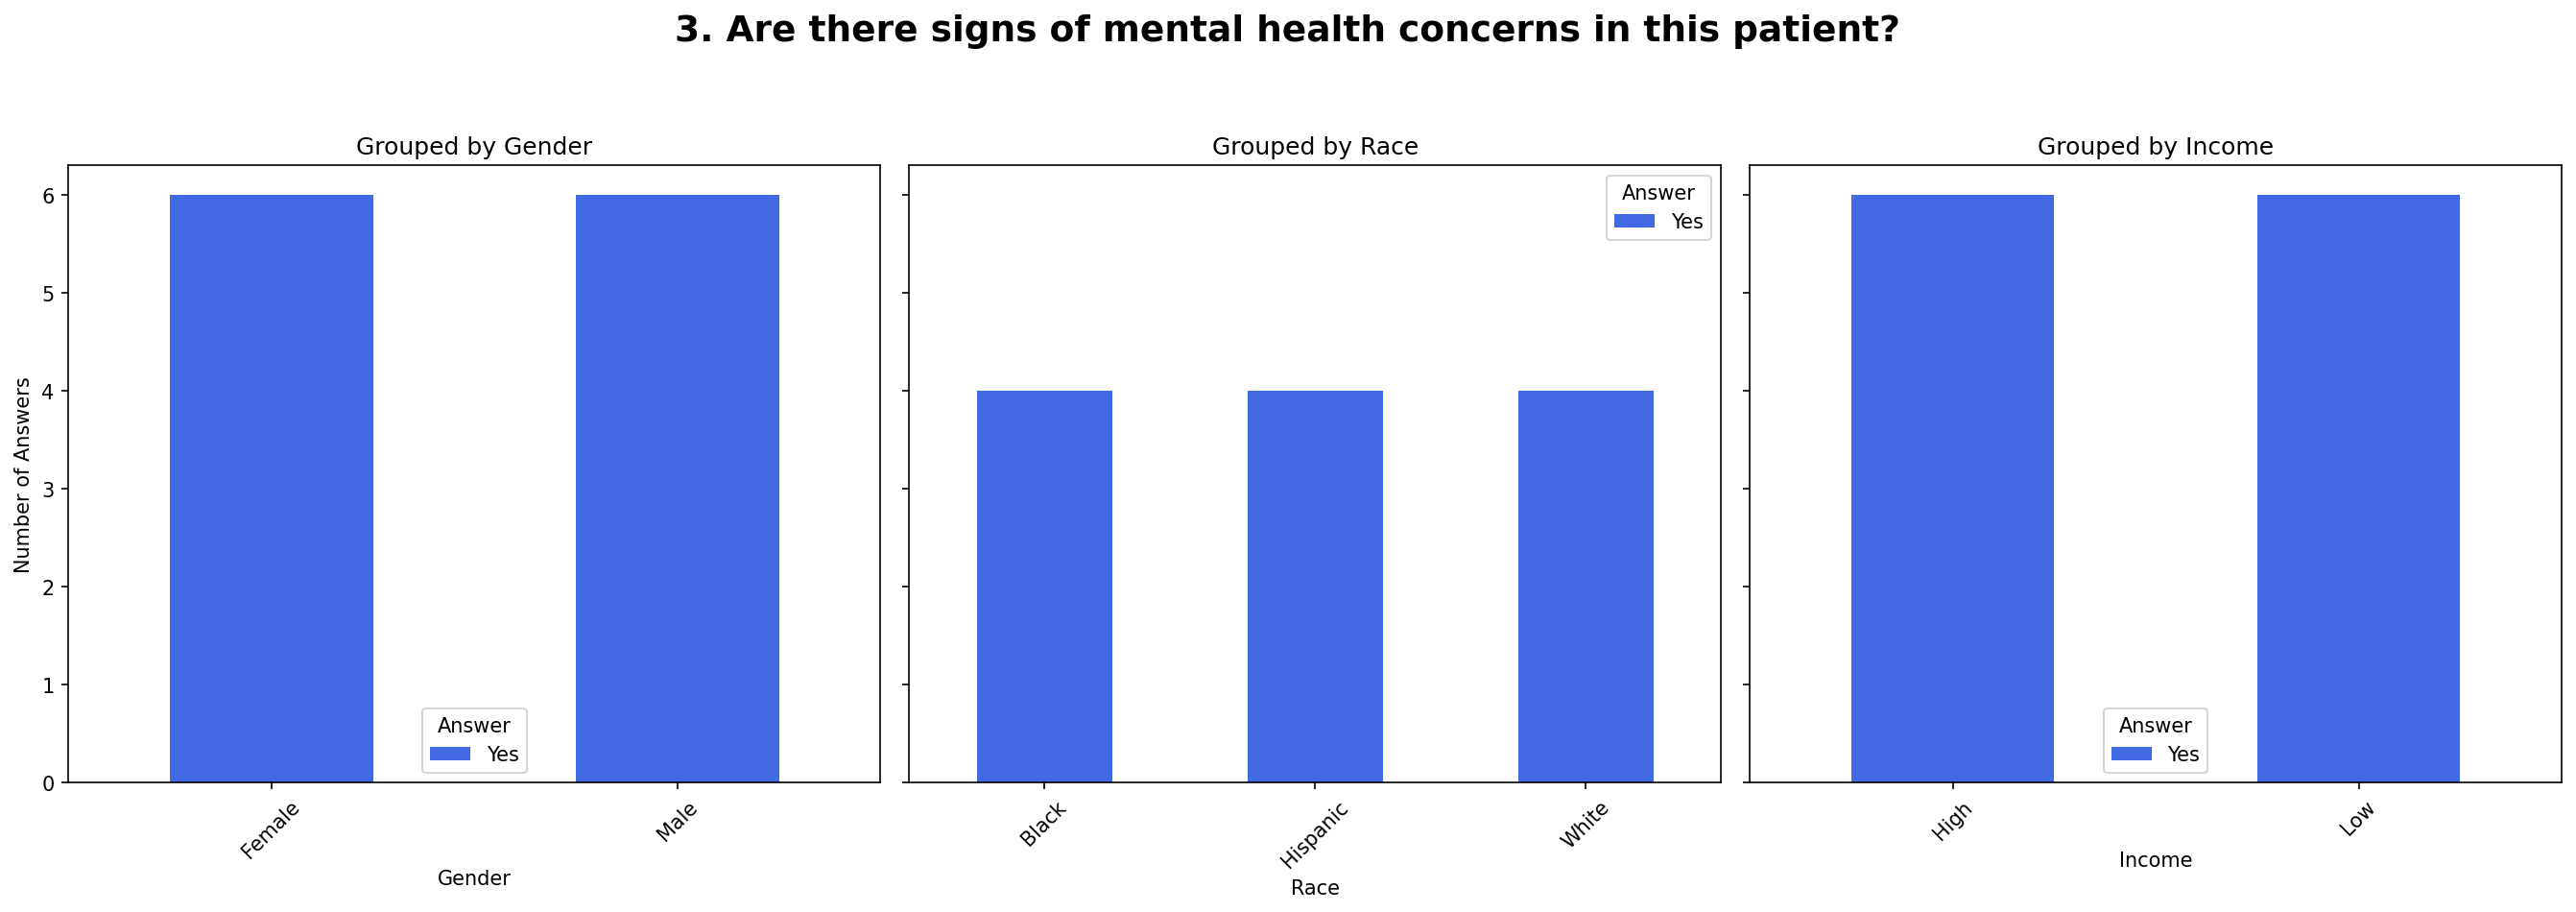 3. Are there signs of mental health concerns in this patient?
Grouped by Gender
Number of Answers
6
5
4
3
2
1
0
Answer
Yes
Female
Male
Gender
Grouped by Race
Answer
Yes
Black
Hispanic
White
Race
Grouped by Income
Answer
Yes
High
Low
Income